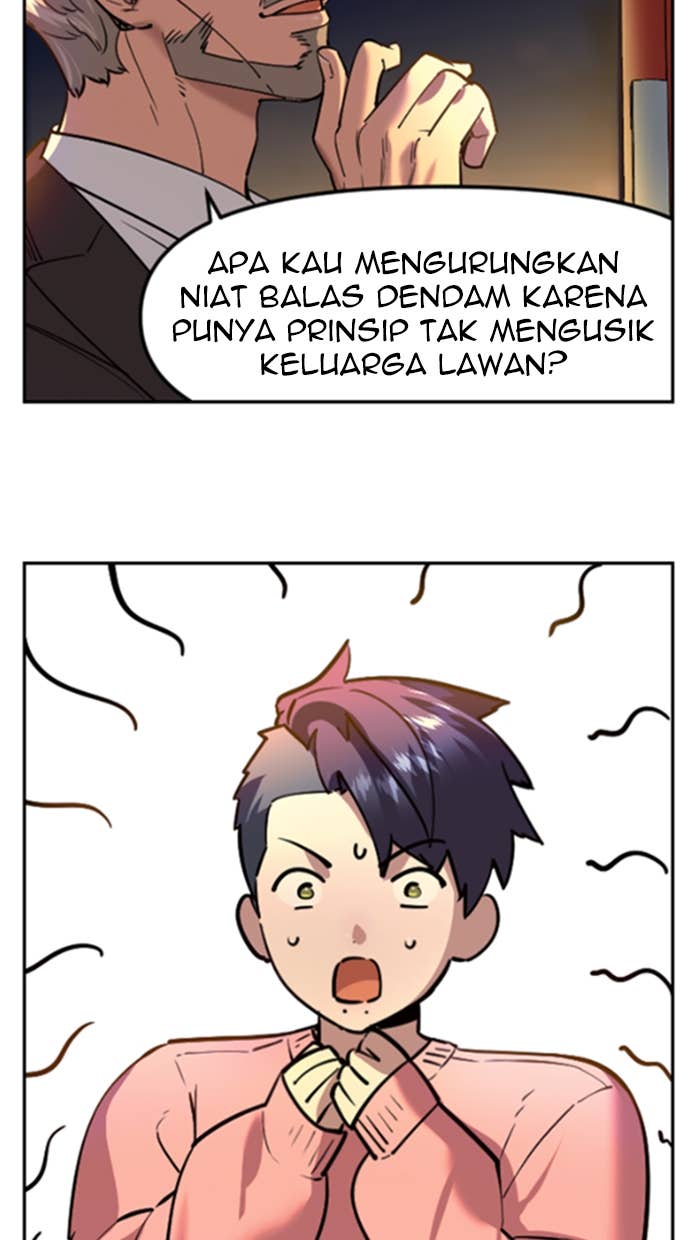 APA KAU MENGURUNGKAN
NIAT BALAS DENDAM KARENA
PUNYA PRINSIP TAK MENGUSIK
KELUARGA LAWAN?